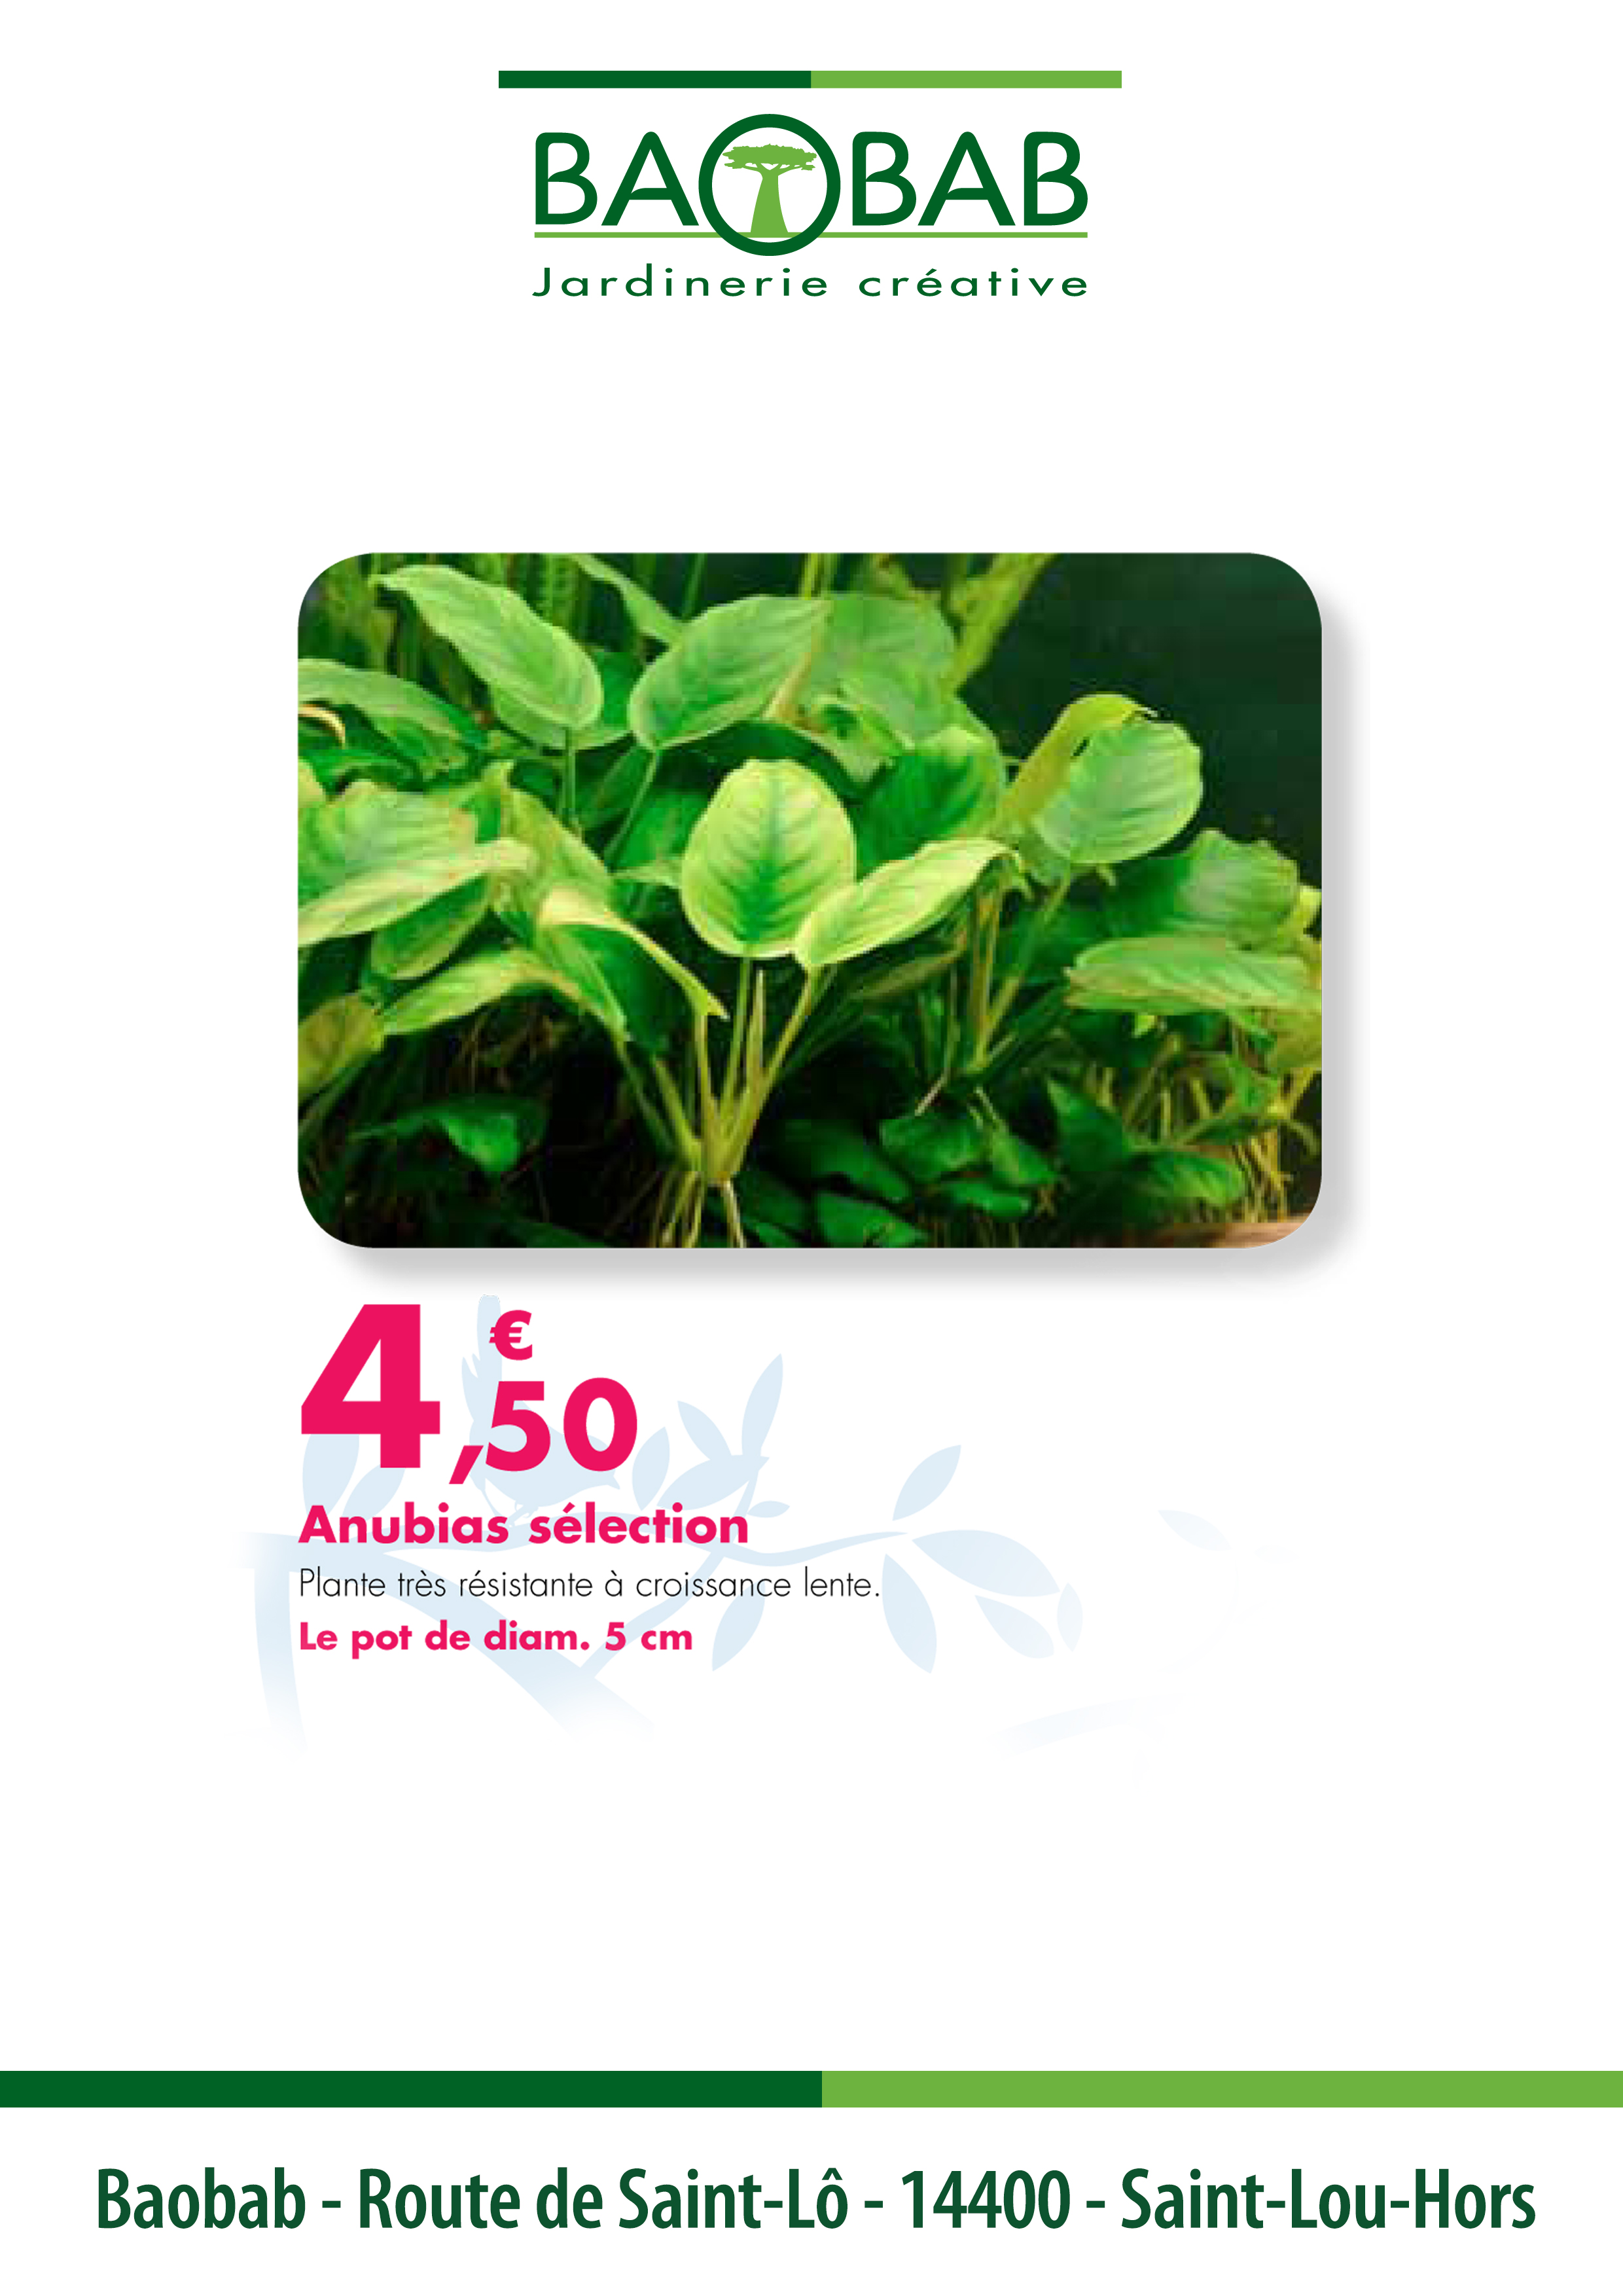 BAOBAB
Jardinerie créative
4,€50
Anubias sélection
Plante très résistante à croissance lente.
Le pot de diam. 5 cm
Baobab - Route de Saint-Lô - 14400 - Saint-Lou-Hors